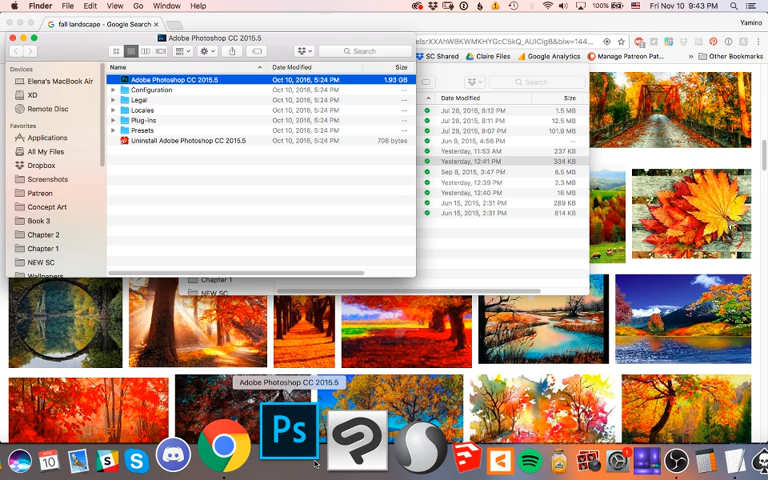 Finder File Edit View Go Window Help 100% Fri Nov 10 9:43 PM
fall landscape - Google Search
Yamino
Adobe Photoshop CC 2015.5
Search
SC Shared Claire Files Google Analytics Manage Patreon Pat... Other Bookmarks
Name Date Modified Size
Devices
Elena's MacBook Air
XD
Remote Disc
Favorites
Applications
All My Files
Dropbox
Screenshots
Patreon
Concept Art
Book 3
Chapter 2
Chapter 1
NEW SC
Wallpapers
Adobe Photoshop CC 2015.5 Oct 10, 2016, 5:24 PM 1.93 GB
Configuration Oct 10, 2016, 5:24 PM --
Legal Oct 10, 2016, 5:24 PM --
Locales Oct 10, 2016, 5:24 PM --
Plug-ins Oct 10, 2016, 5:24 PM --
Presets Oct 10, 2016, 5:24 PM --
Uninstall Adobe Photoshop CC 2015.5 Oct 10, 2016, 5:24 PM 708 bytes
Search
Date Modified Size
Jul 28, 2015, 8:12 PM 1.5 MB
Jul 28, 2015, 8:11 PM 12.5 MB
Jul 28, 2015, 8:07 PM 101.9 MB
Jun 9, 2015, 4:56 PM --
Yesterday, 11:53 AM 237 KB
Yesterday, 12:41 PM 334 KB
Sep 8, 2015, 3:47 PM 6.5 MB
Yesterday, 12:39 PM 2.3 MB
Yesterday, 12:40 PM 16 MB
Jun 15, 2015, 2:31 PM 289 KB
Jun 15, 2015, 2:31 PM 814 KB
Chapter 1
NEW SC
Adobe Photoshop CC 2015.5
Ps
NOV
10